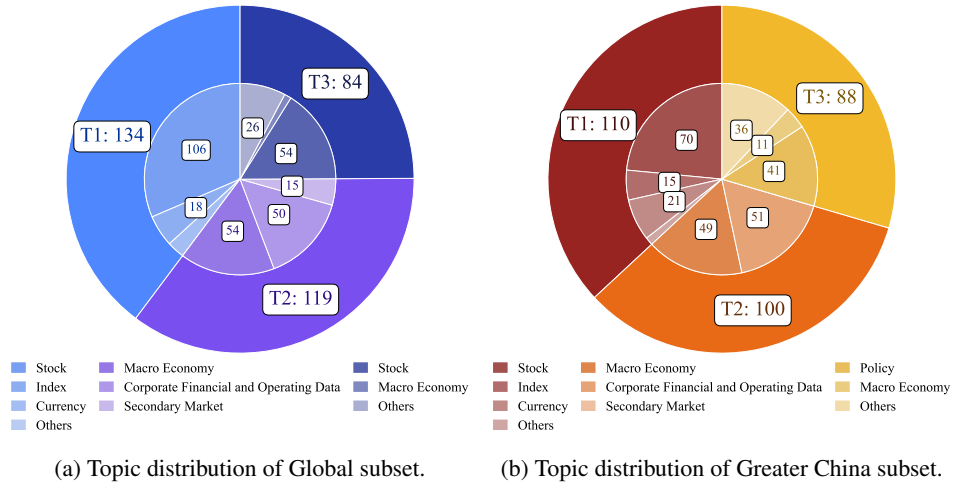 T3: 84
T1: 134
26
106
54
15
18
50
54
T2: 119
Stock Macro Economy Stock
Index Corporate Financial and Operating Data Macro Economy
Currency Secondary Market Others
Others
(a) Topic distribution of Global subset.
T3: 88
T1: 110
36
70
11
41
15
21
51
49
T2: 100
Stock Macro Economy Policy
Index Corporate Financial and Operating Data Macro Economy
Currency Secondary Market Others
Others
(b) Topic distribution of Greater China subset.